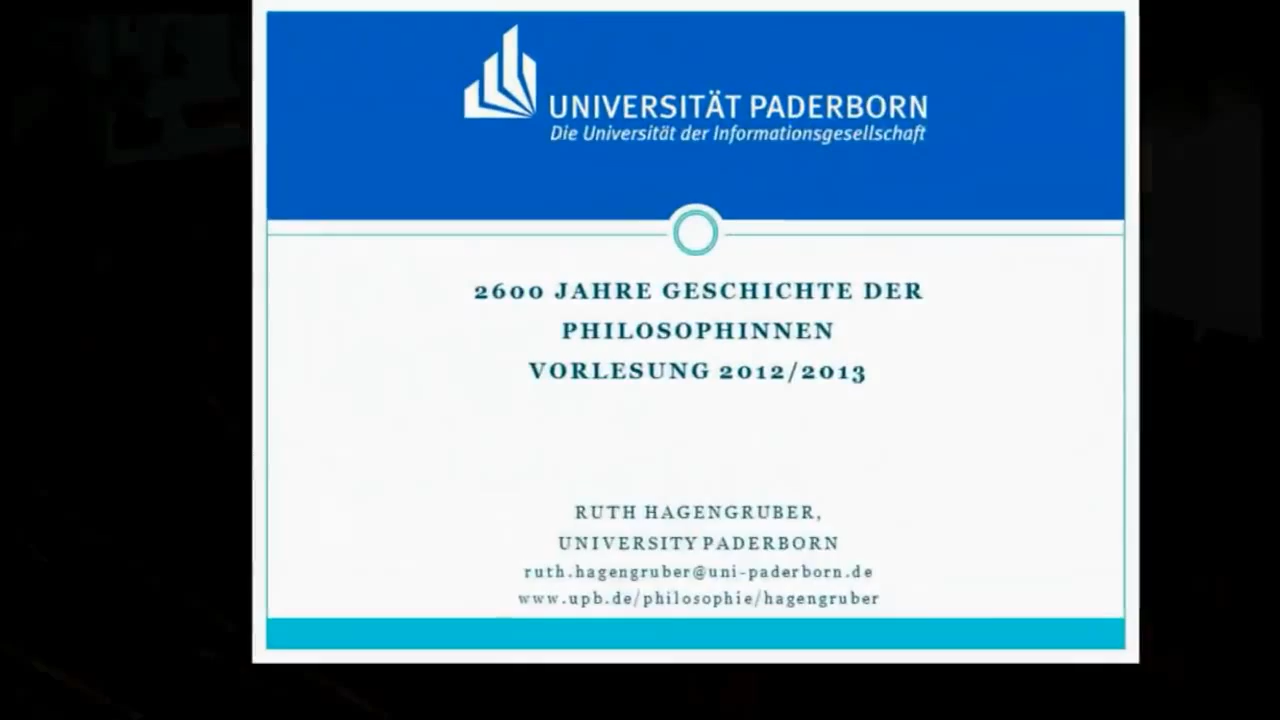 UNIVERSITÄT PADERBORN
Die Universität der Informationsgesellschaft
2600 JAHRE GESCHICHTE DER
PHILOSOPHINNEN
VORLESUNG 2012/2013
RUTH HAGENGRUBER,
UNIVERSITY PADERBORN
ruth.hagengruber@uni-paderborn.de
www.upb.de/philosophie/hagengruber